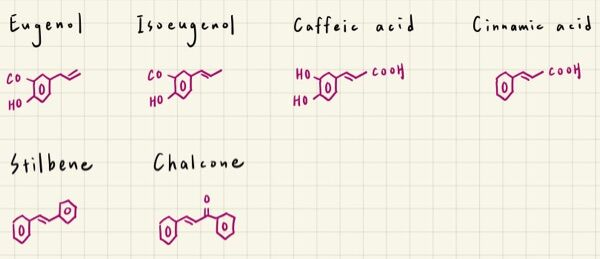 Eugenol Isoeugenol Caffeic acid Cinnamic acid
CO CO HO COOH COOH
HO HO HO
Stilbene Chalcone
O